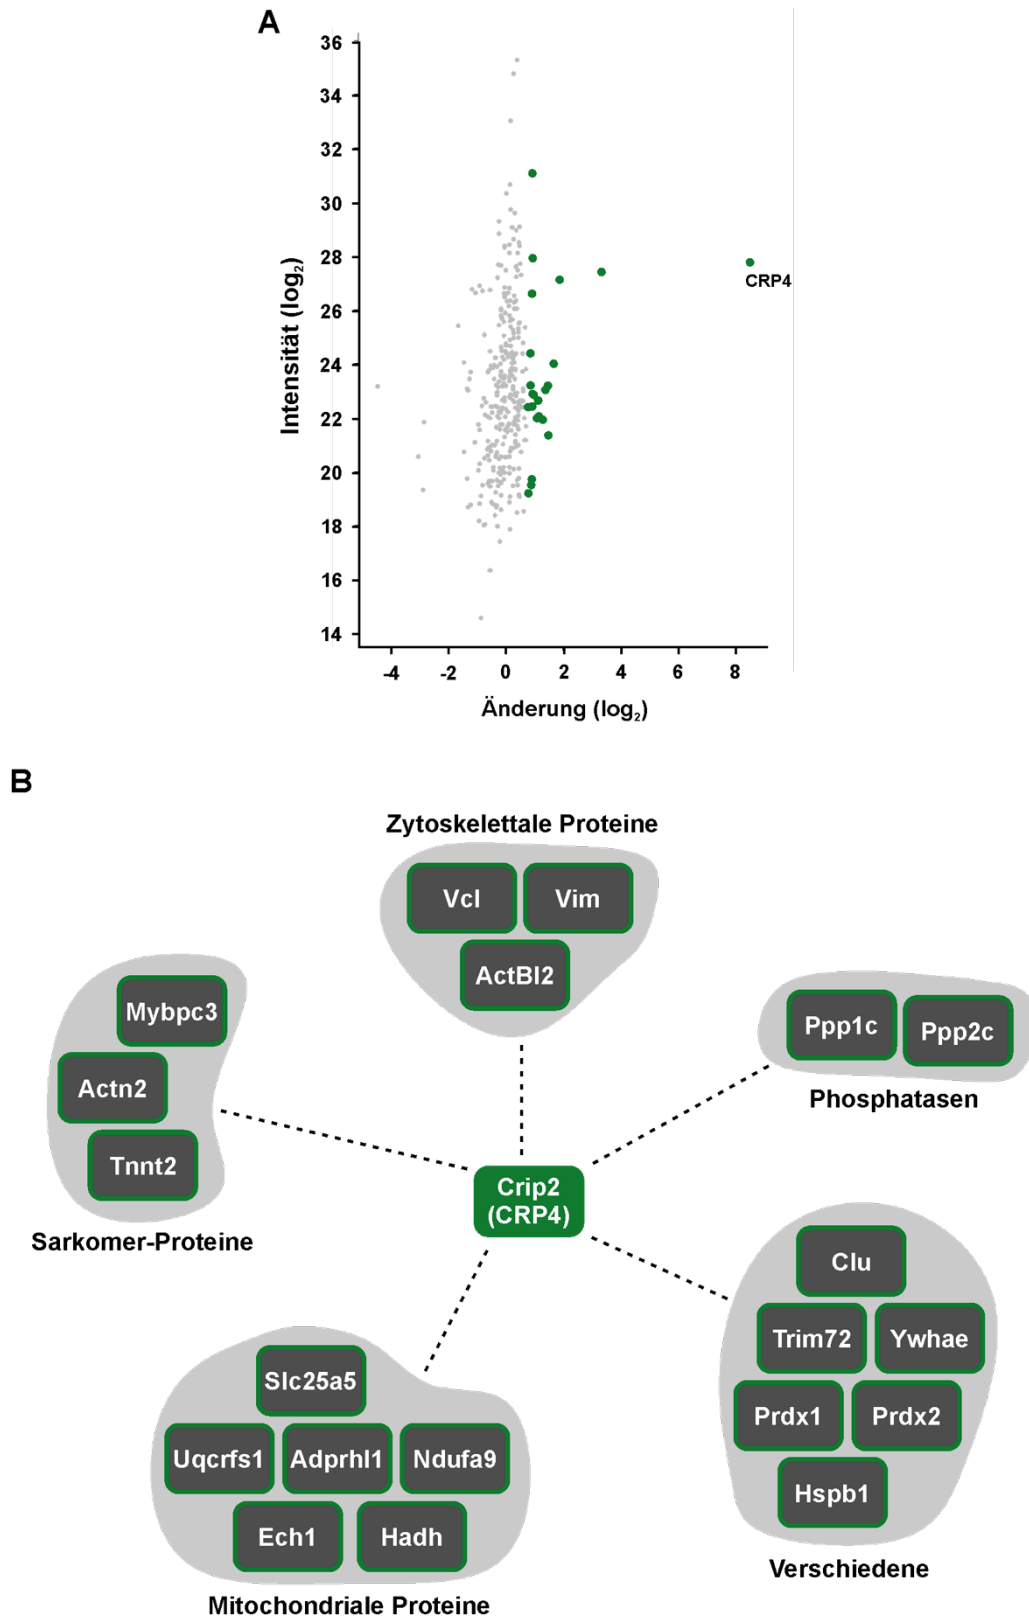 A
36
34
32
30
28
26
24
22
20
18
16
14
Intensität (log2)
CRP4
-4 -2 0 2 4 6 8
Änderung (log2)
B
Zytoskelettale Proteine
Vcl Vim
ActBl2
Mybpc3
Actn2
Tnnt2
Sarkomer-Proteine
Ppp1c Ppp2c
Phosphatasen
Crip2
(CRP4)
Clu
Trim72 Ywhae
Prdx1 Prdx2
Hspb1
Verschiedene
Slc25a5
Uqcrfs1 Adprhl1 Ndufa9
Ech1 Hadh
Mitochondriale Proteine